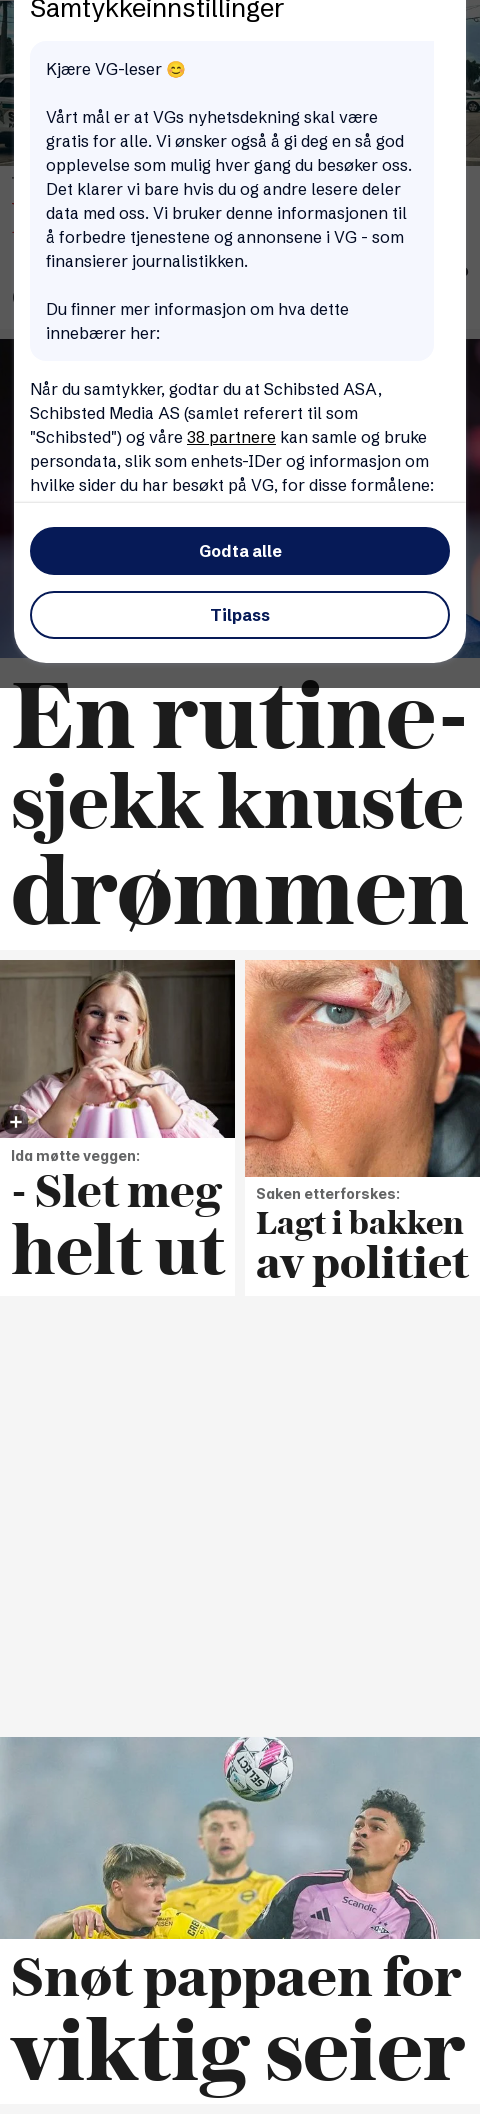 Samtykkeinnstillinger
Kjære VG-leser 😊
Vårt mål er at VGs nyhetsdekning skal være
gratis for alle. Vi ønsker også å gi deg en så god
opplevelse som mulig hver gang du besøker oss.
Det klarer vi bare hvis du og andre lesere deler
data med oss. Vi bruker denne informasjonen til
å forbedre tjenestene og annonsene i VG - som
finansierer journalistikken.
Du finner mer informasjon om hva dette
innebærer her:
Når du samtykker, godtar du at Schibsted ASA,
Schibsted Media AS (samlet referert til som
"Schibsted") og våre 38 partnere kan samle og bruke
persondata, slik som enhets-IDer og informasjon om
hvilke sider du har besøkt på VG, for disse formålene:
Godta alle
Tilpass
En rutine-
sjekk knuste
drømmen
Ida møtte veggen:
- Slet meg
helt ut
Saken etterforskes:
Lagt i bakken
av politiet
SELECT
Scandic
Snøt pappaen for
viktig seier